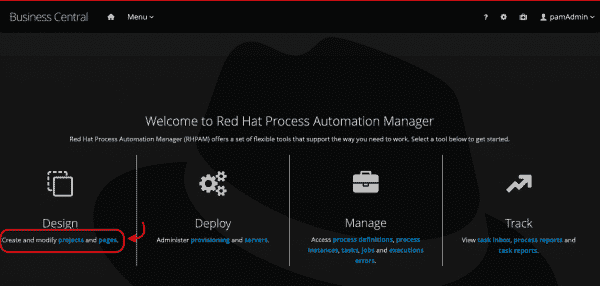 Business Central Menu ? pamAdmin
Welcome to Red Hat Process Automation Manager
Red Hat Process Automation Manager (RHPAM) offers a set of flexible tools that support the way you need to work. Select a tool below to get started.
Design
Create and modify projects and pages.
Deploy
Administer provisioning and servers.
Manage
Access process definitions, process
instances, tasks, jobs and executions
errors.
Track
View task inbox, process reports and
task reports.